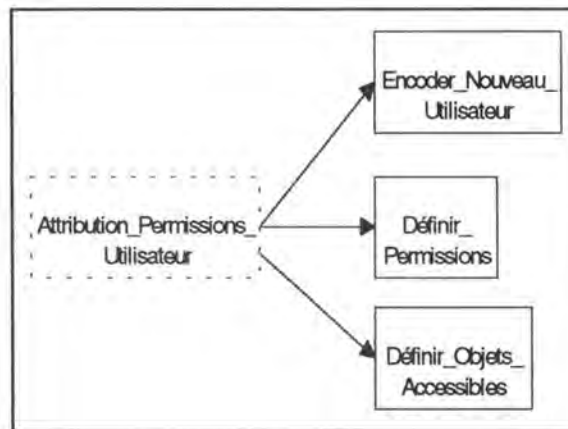 Encoder_Nouveau_
Utilisateur
Attribution_Permissions_
Utilisateur
Définir_
Permissions
Définir_Objets_
Accessibles